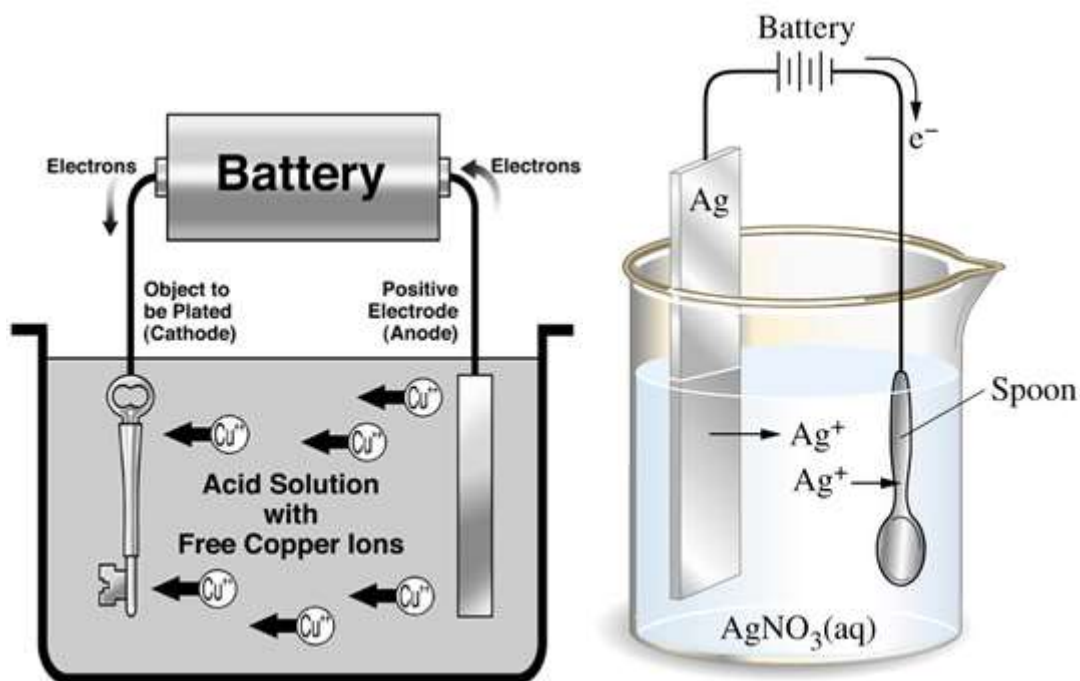 Electrons
Battery
Electrons
Object to
be Plated
(Cathode)
Positive
Electrode
(Anode)
Cu⁺⁺
Cu⁺⁺
Cu⁺⁺
Acid Solution
with
Free Copper Ions
Cu⁺⁺
Cu⁺⁺
Cu⁺⁺
Battery
e⁻
Ag
Spoon
Ag⁺
Ag⁺
AgNO₃(aq)